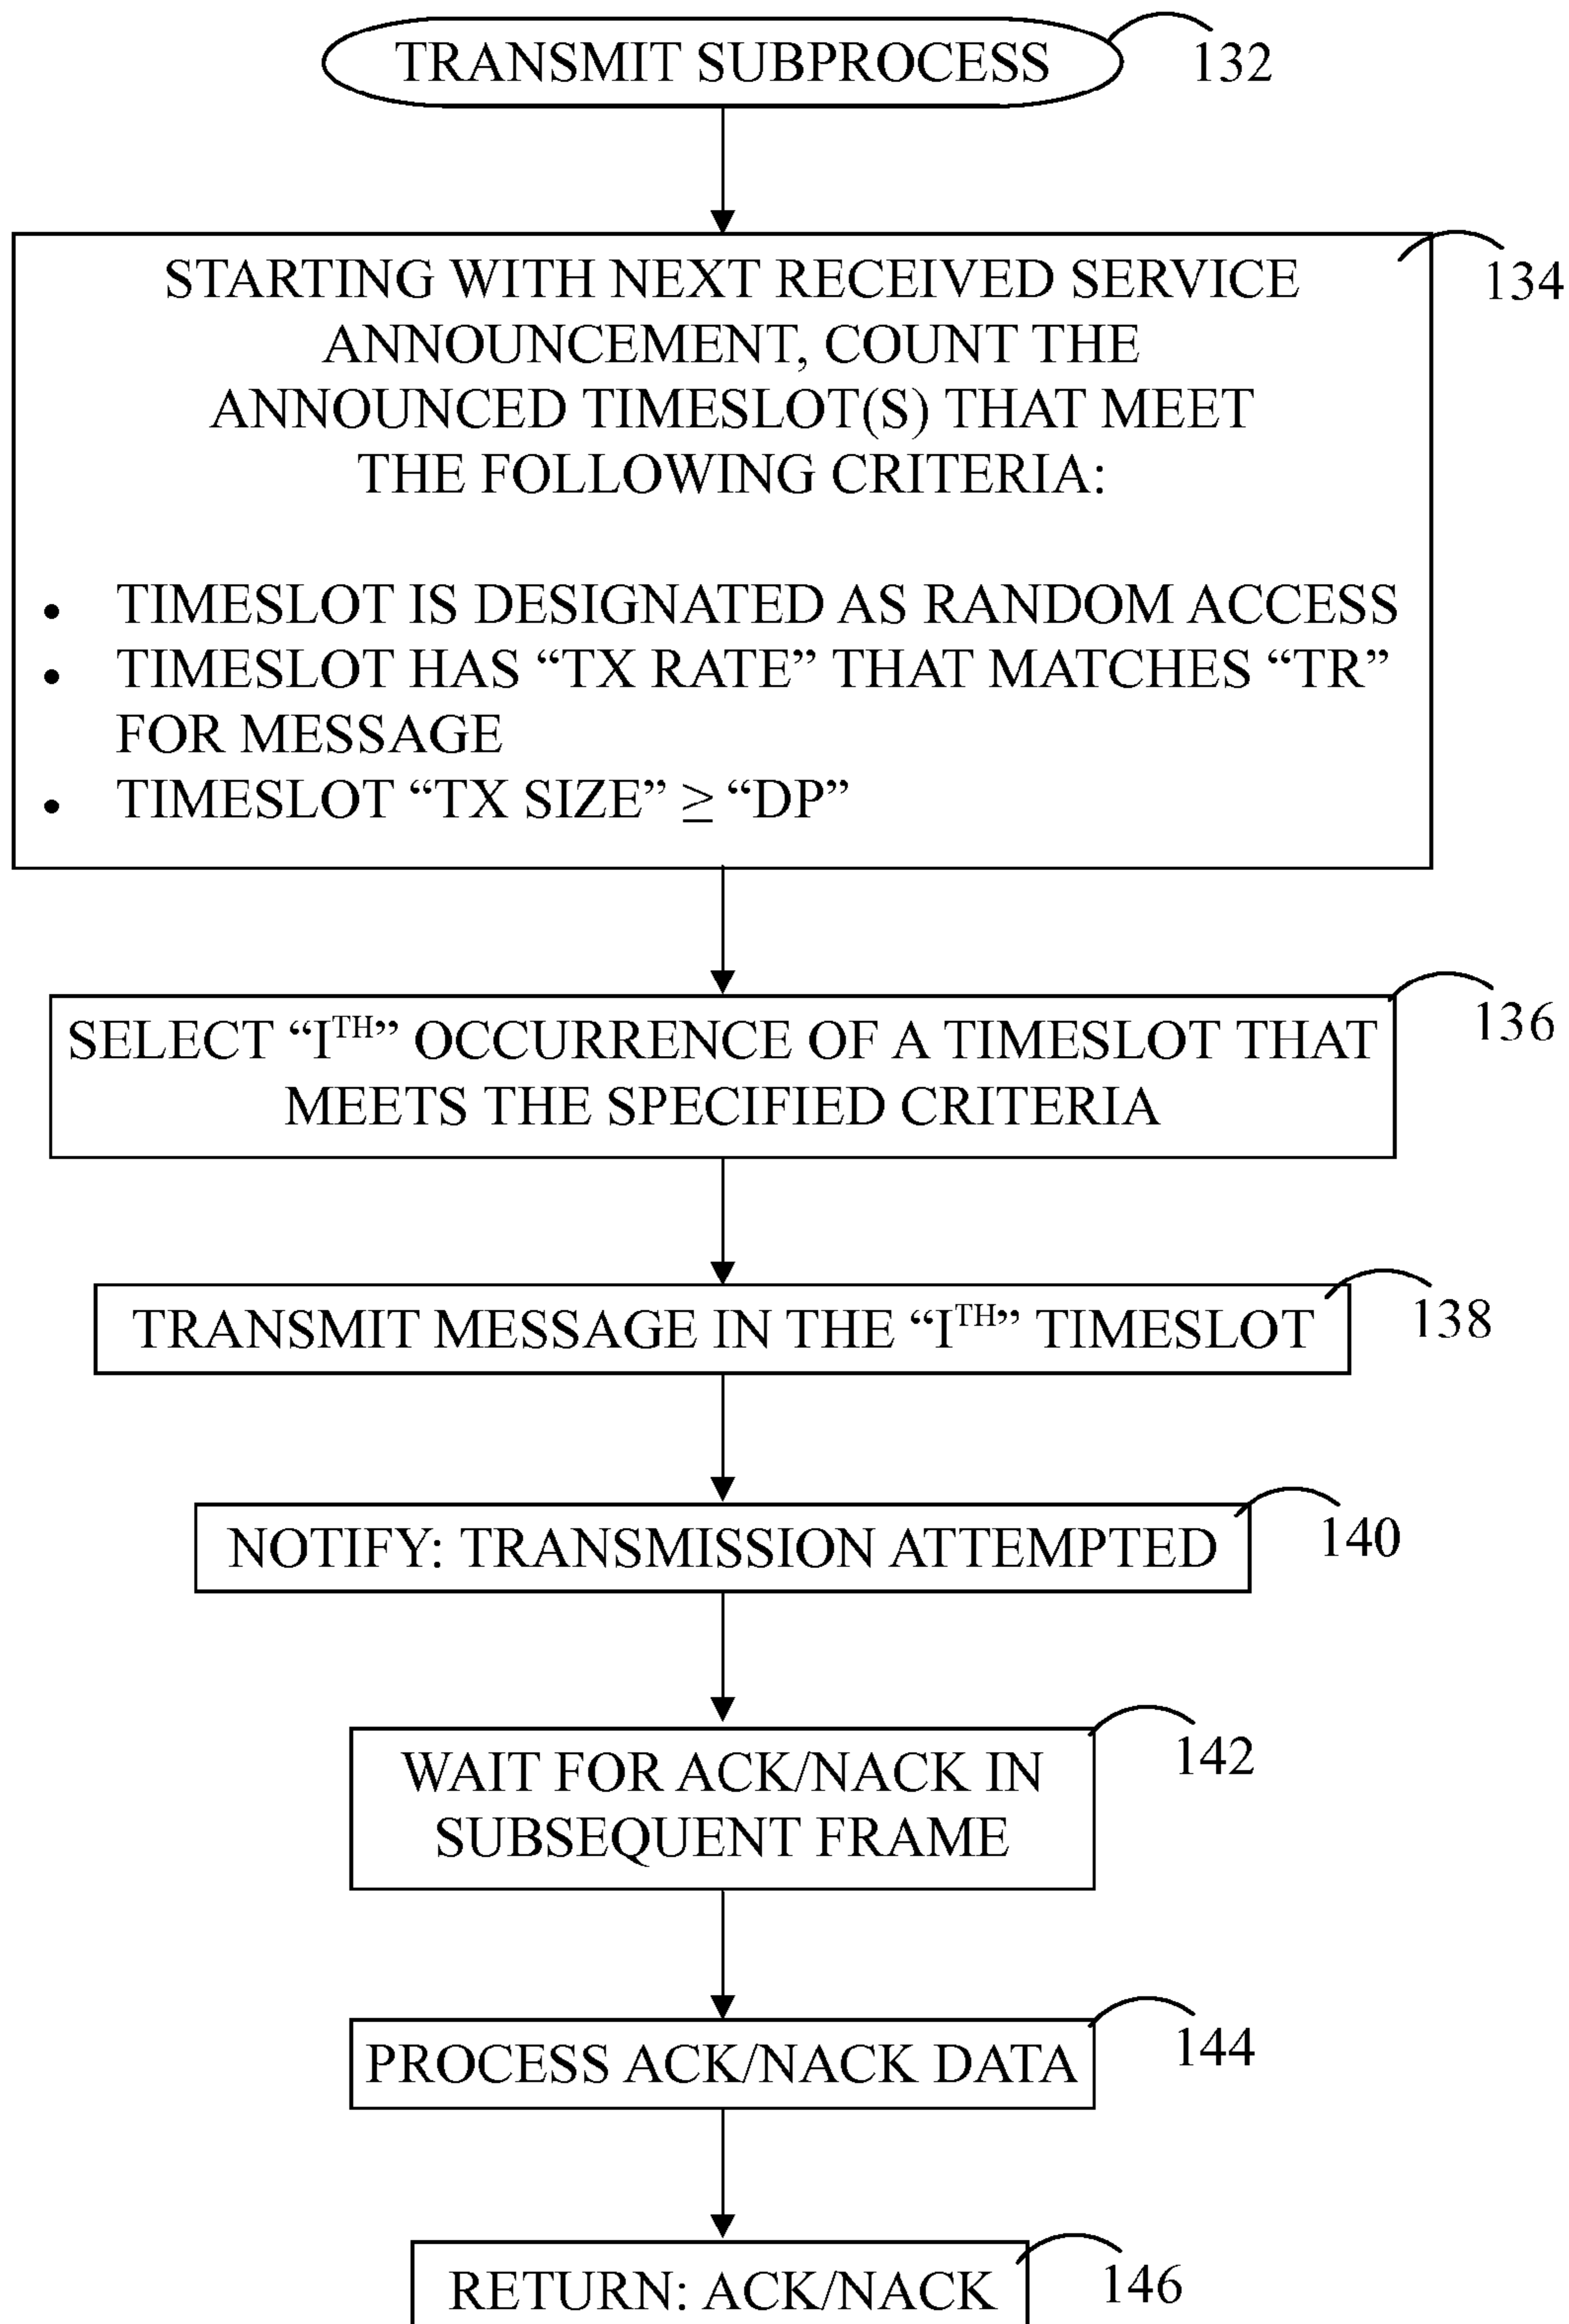 TRANSMIT SUBPROCESS
132
STARTING WITH NEXT RECEIVED SERVICE
ANNOUNCEMENT, COUNT THE
ANNOUNCED TIMESLOT(S) THAT MEET
THE FOLLOWING CRITERIA:
134
• TIMESLOT IS DESIGNATED AS RANDOM ACCESS
• TIMESLOT HAS “TX RATE” THAT MATCHES “TR”
FOR MESSAGE
• TIMESLOT “TX SIZE” ≥ “DP”
SELECT “I^TH” OCCURRENCE OF A TIMESLOT THAT
MEETS THE SPECIFIED CRITERIA
136
TRANSMIT MESSAGE IN THE “I^TH” TIMESLOT
138
NOTIFY: TRANSMISSION ATTEMPTED
140
WAIT FOR ACK/NACK IN
SUBSEQUENT FRAME
142
PROCESS ACK/NACK DATA
144
RETURN: ACK/NACK
146